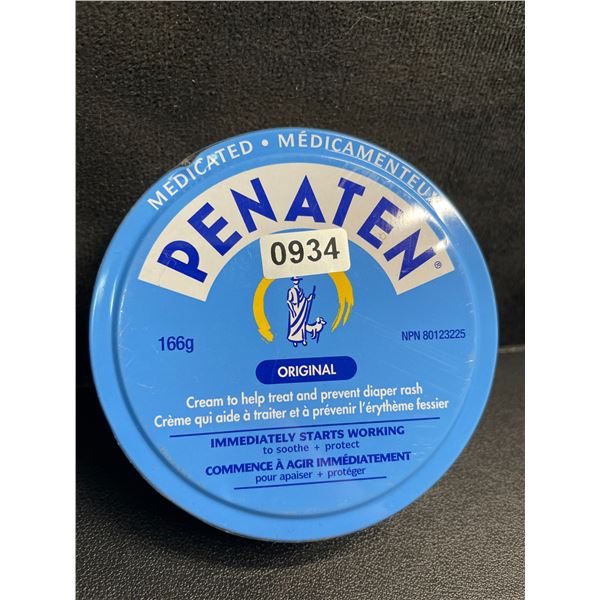 MEDICATED • MÉDICAMENTEUX
PENATEN®
0934
166g
NPN 80123225
ORIGINAL
Cream to help treat and prevent diaper rash
Crème qui aide à traiter et à prévenir l'érythème fessier
IMMEDIATELY STARTS WORKING
to soothe + protect
COMMENCE À AGIR IMMÉDIATEMENT
pour apaiser + protéger